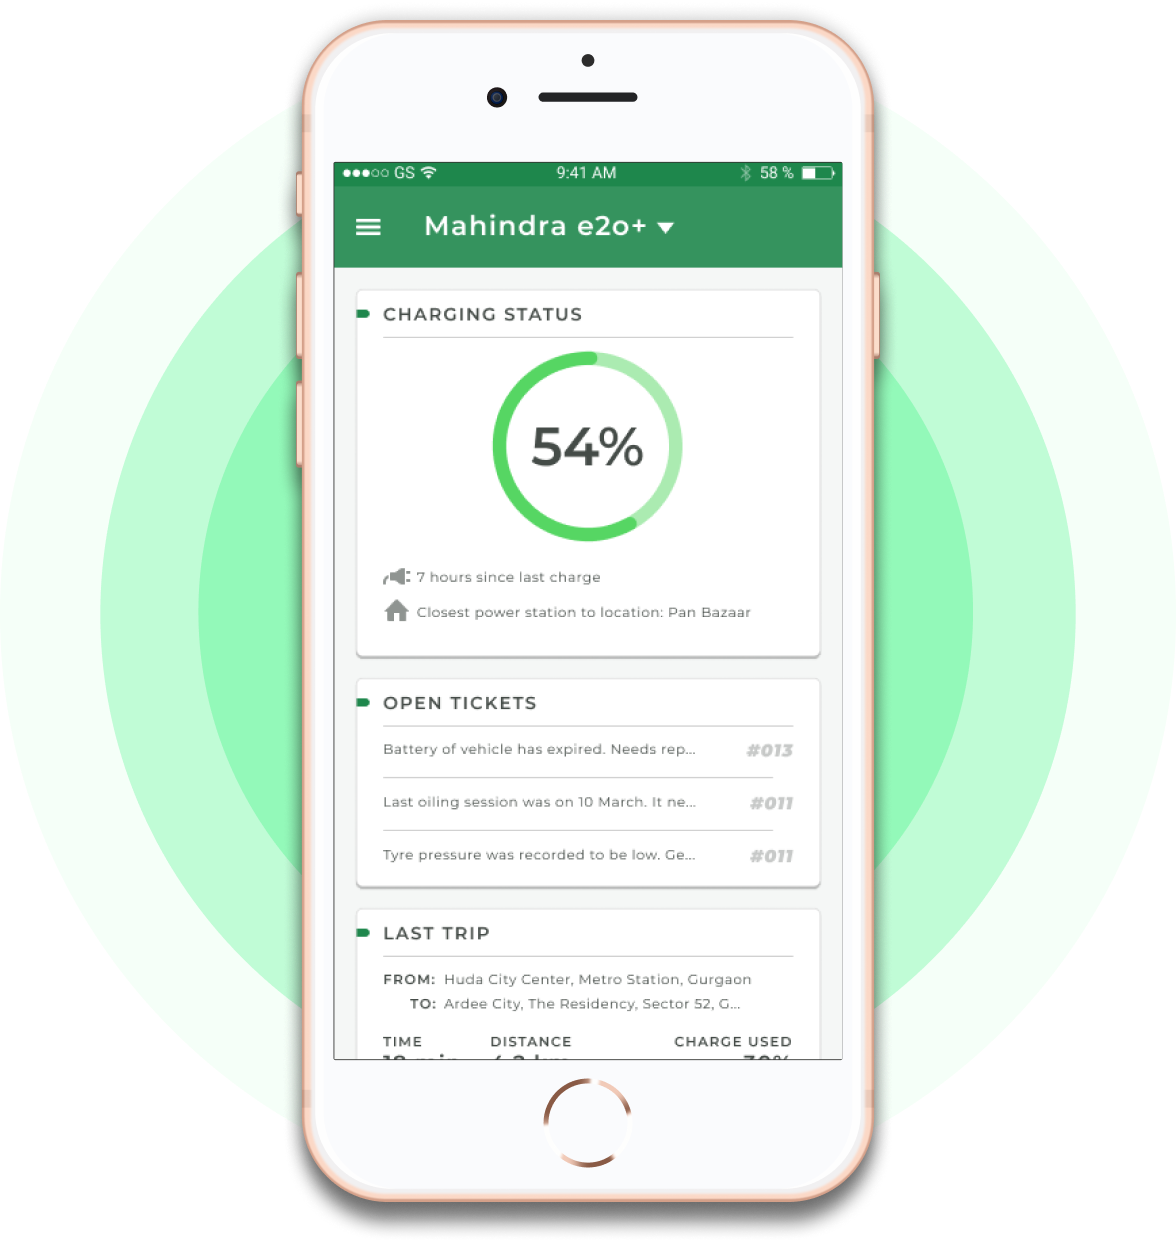 GS 9:41 AM 58 %
Mahindra e2o+
CHARGING STATUS
54%
7 hours since last charge
Closest power station to location: Pan Bazaar
OPEN TICKETS
Battery of vehicle has expired. Needs rep... #013
Last oiling session was on 10 March. It ne... #011
Tyre pressure was recorded to be low. Ge... #011
LAST TRIP
FROM: Huda City Center, Metro Station, Gurgaon
TO: Ardee City, The Residency, Sector 52, G...
TIME DISTANCE CHARGE USED